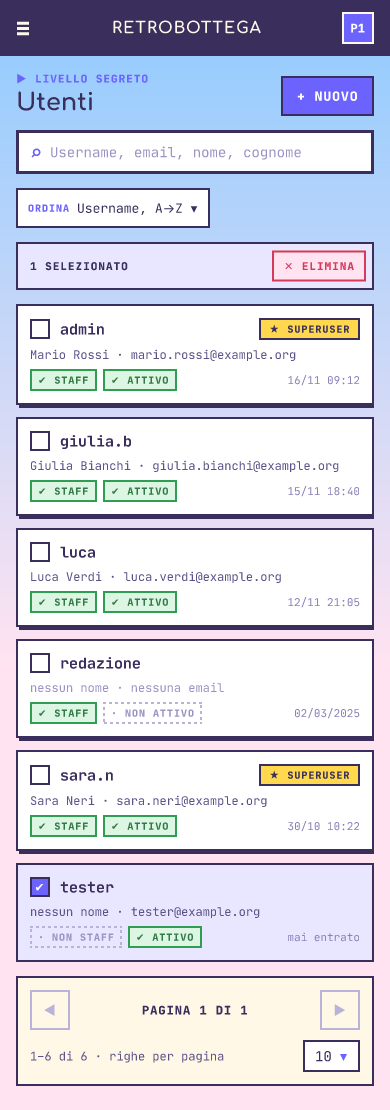 RETROBOTTEGA P1
▶ LIVELLO SEGRETO
Utenti
+ NUOVO
Username, email, nome, cognome
ORDINA Username, A→Z ▼
1 SELEZIONATO × ELIMINA
admin ★ SUPERUSER
Mario Rossi · mario.rossi@example.org
✔ STAFF ✔ ATTIVO 16/11 09:12
giulia.b
Giulia Bianchi · giulia.bianchi@example.org
✔ STAFF ✔ ATTIVO 15/11 18:40
luca
Luca Verdi · luca.verdi@example.org
✔ STAFF ✔ ATTIVO 12/11 21:05
redazione
nessun nome · nessuna email
✔ STAFF · NON ATTIVO 02/03/2025
sara.n ★ SUPERUSER
Sara Neri · sara.neri@example.org
✔ STAFF ✔ ATTIVO 30/10 10:22
tester
nessun nome · tester@example.org
· NON STAFF ✔ ATTIVO mai entrato
◀ PAGINA 1 DI 1 ▶
1–6 di 6 · righe per pagina 10 ▼